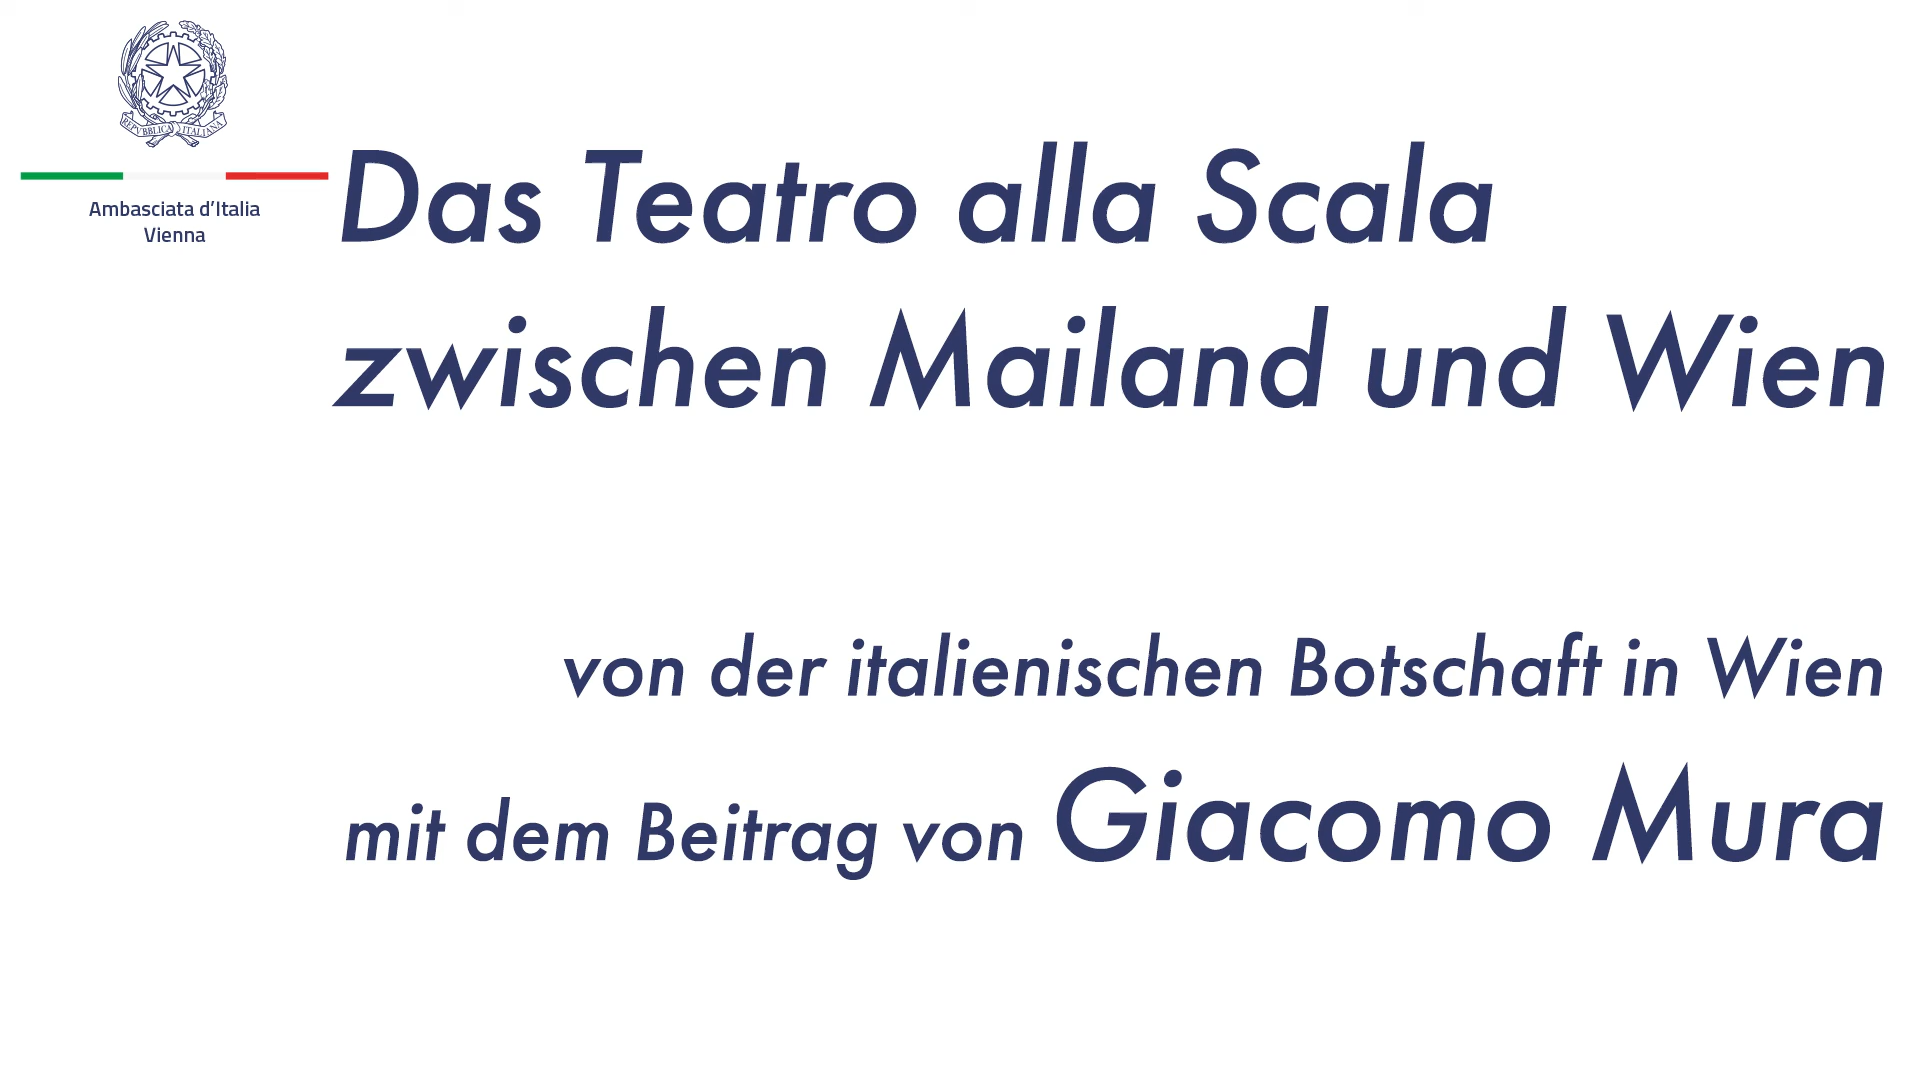 REPVBBLICA ITALIANA
Ambasciata d’Italia
Vienna
Das Teatro alla Scala
zwischen Mailand und Wien
von der italienischen Botschaft in Wien
mit dem Beitrag von Giacomo Mura